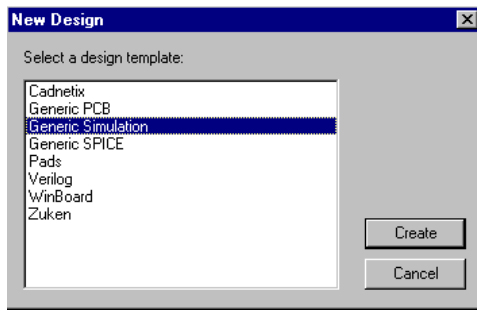 New Design
Select a design template:
Cadnetix
Generic PCB
Generic Simulation
Generic SPICE
Pads
Verilog
WinBoard
Zuken
Create
Cancel